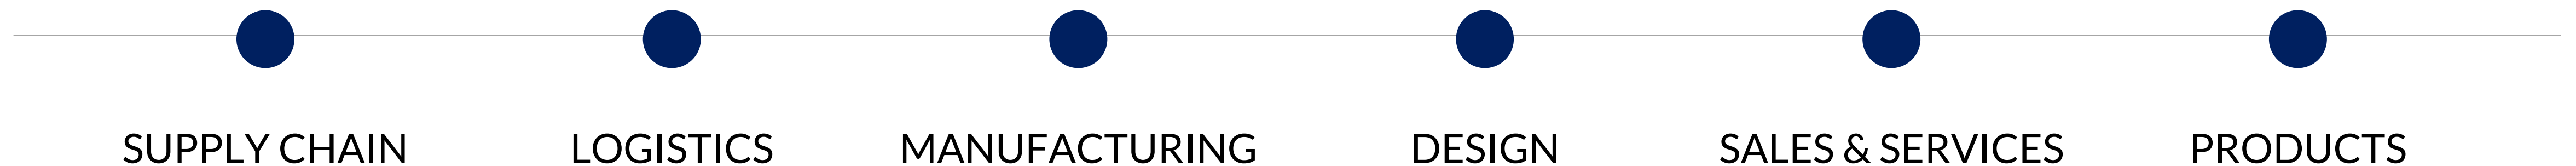 SUPPLY CHAIN LOGISTICS MANUFACTURING DESIGN SALES & SERVICES PRODUCTS